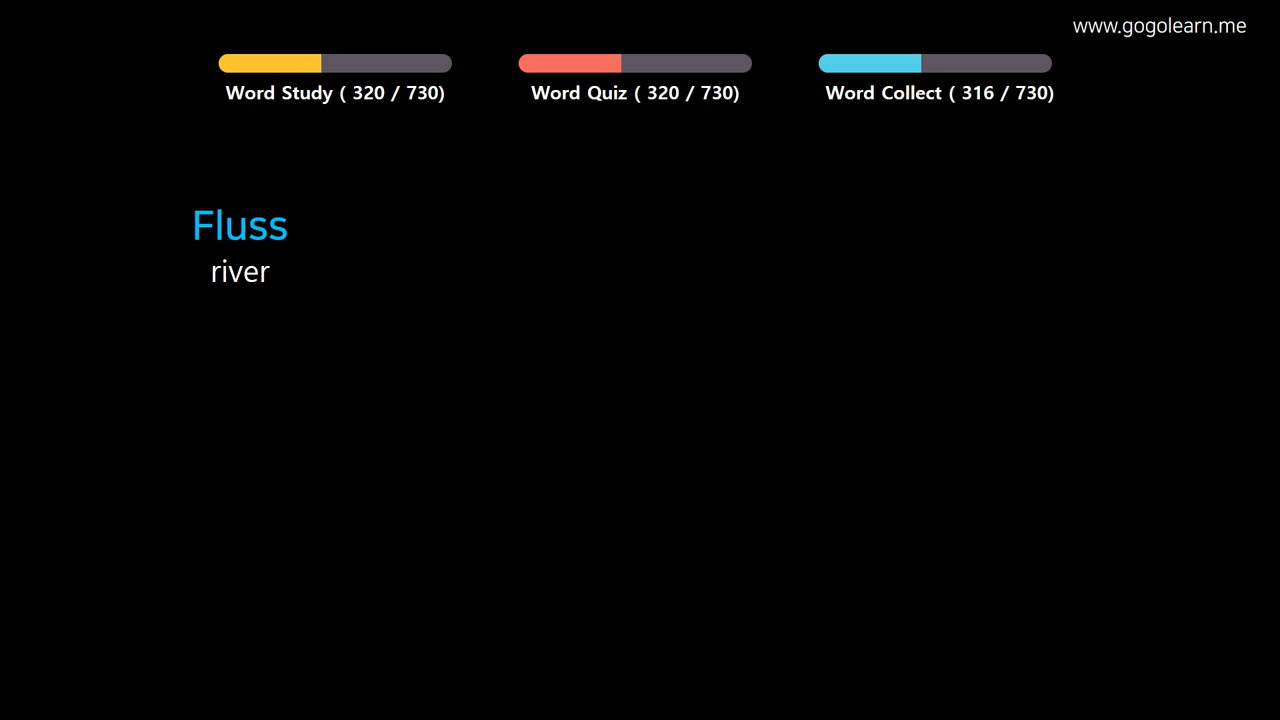 www.gogolearn.me
Word Study ( 320 / 730)
Word Quiz ( 320 / 730)
Word Collect ( 316 / 730)
Fluss
river